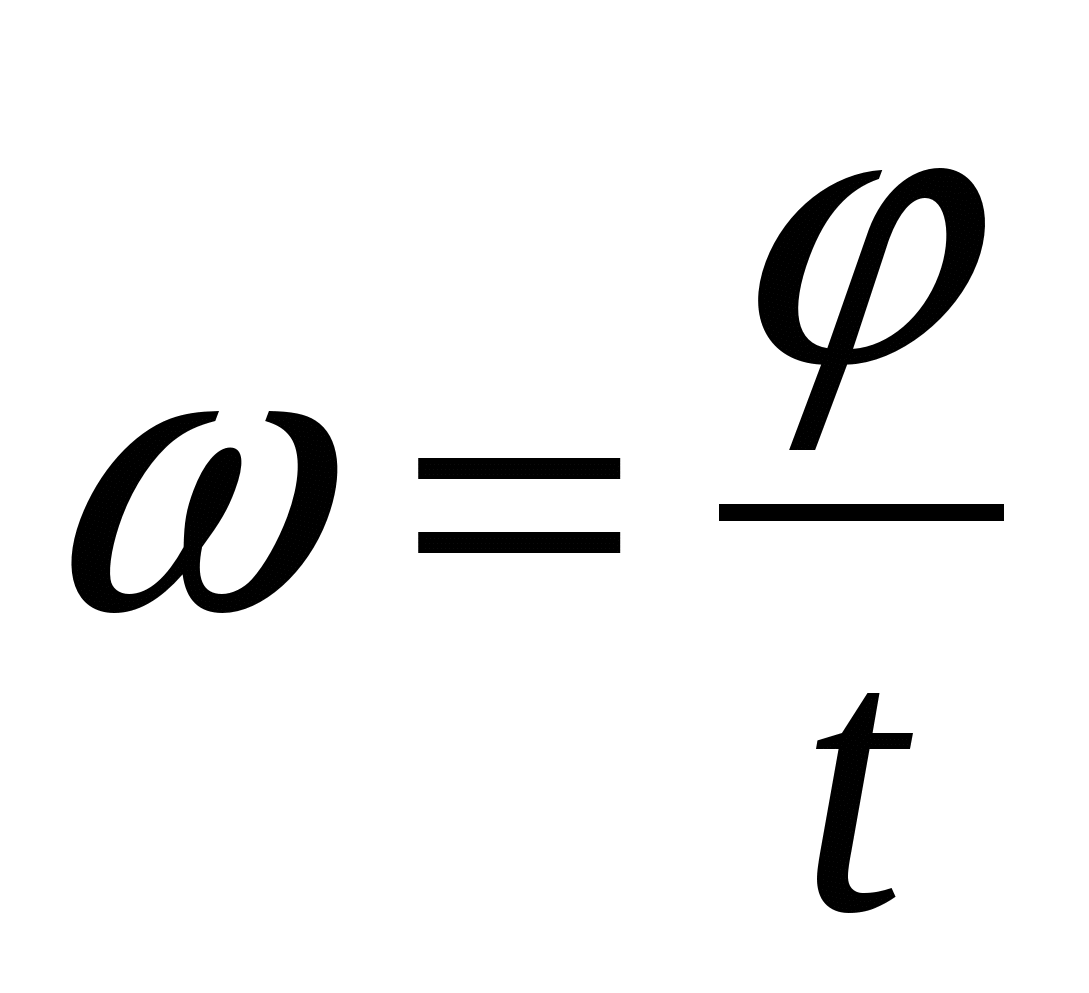 ω = φ / t